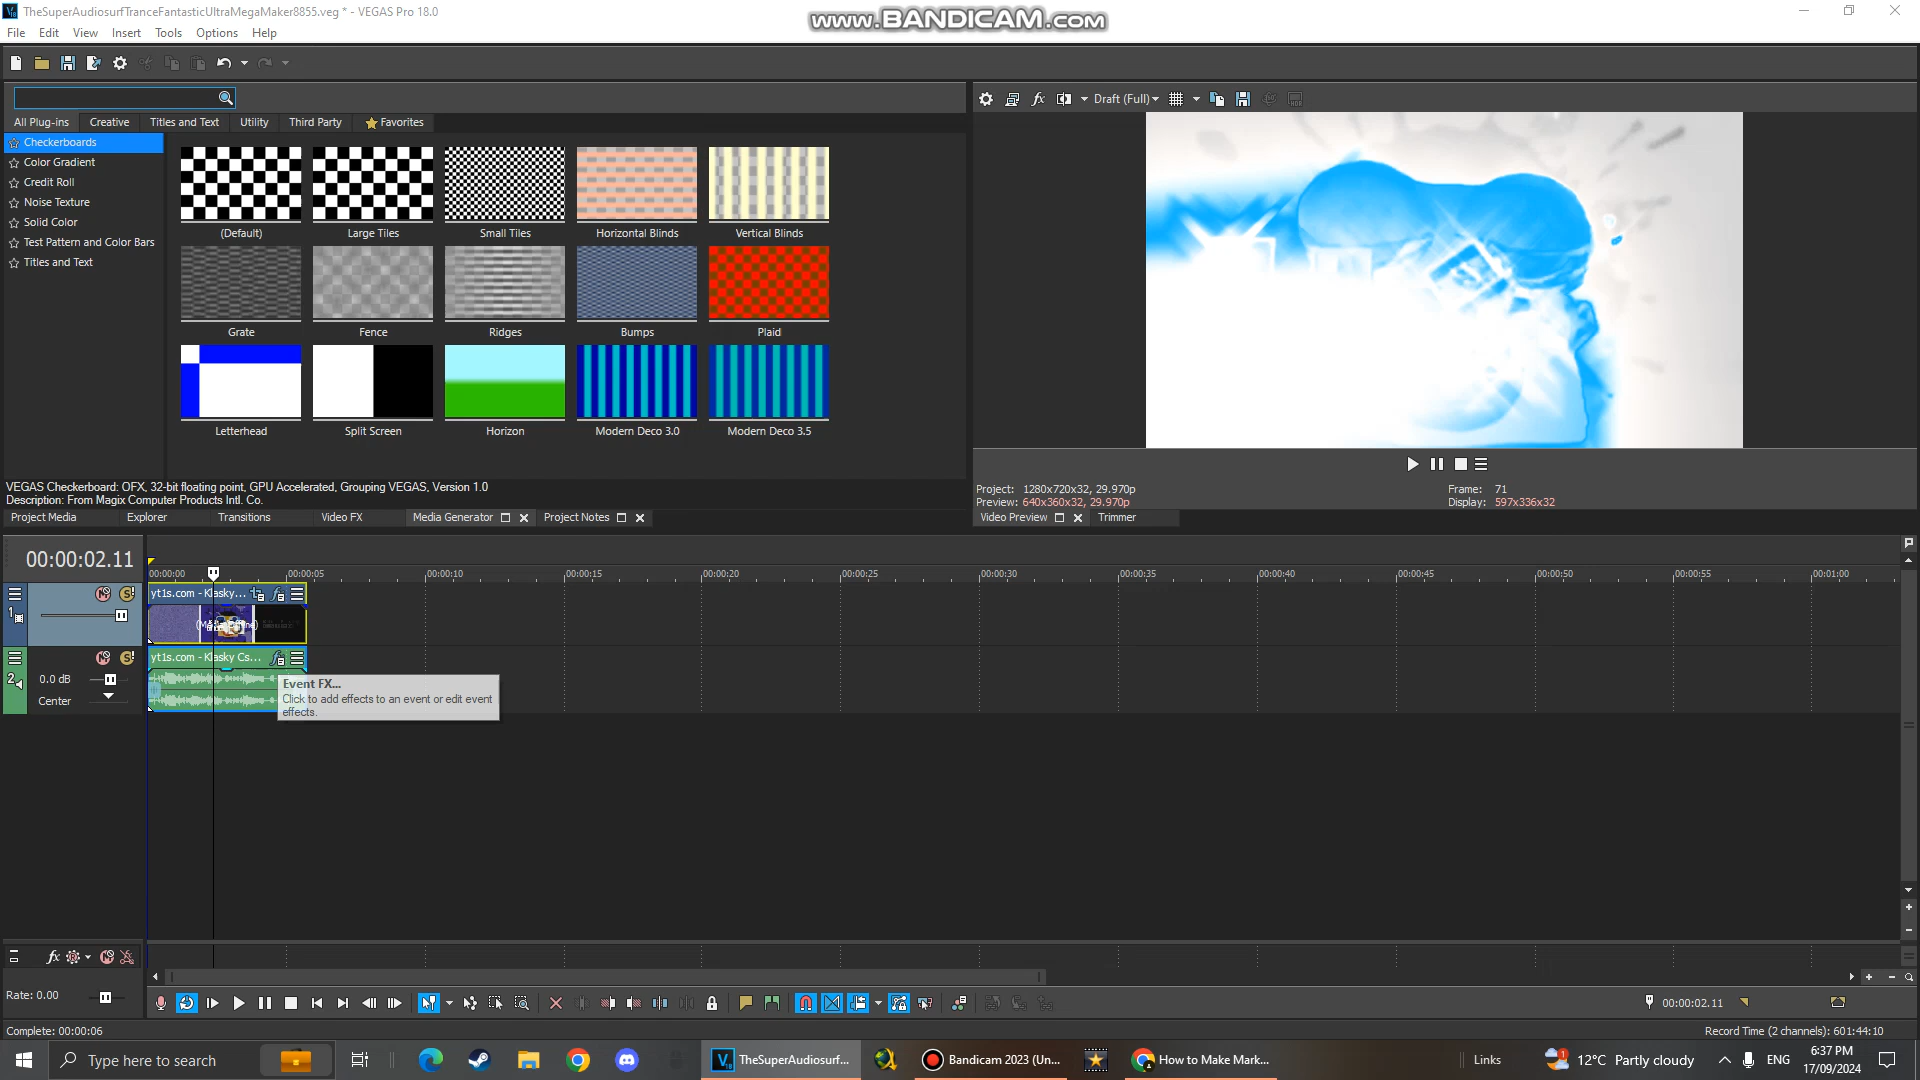 TheSuperAudiosurfTranceFantasticUltraMegaMaker8855.veg * - VEGAS Pro 18.0
www.BANDICAM.com
File Edit View Insert Tools Options Help
Draft (Full)
All Plug-ins Creative Titles and Text Utility Third Party Favorites
Checkerboards
Color Gradient
Credit Roll
Noise Texture
Solid Color
Test Pattern and Color Bars
Titles and Text
(Default) Large Tiles Small Tiles Horizontal Blinds Vertical Blinds
Grate Fence Ridges Bumps Plaid
Letterhead Split Screen Horizon Modern Deco 3.0 Modern Deco 3.5
VEGAS Checkerboard: OFX, 32-bit floating point, GPU Accelerated, Grouping VEGAS, Version 1.0
Description: From Magix Computer Products Intl. Co.
Project: 1280x720x32, 29.970p Frame: 71
Preview: 640x360x32, 29.970p Display: 597x336x32
Project Media Explorer Transitions Video FX Media Generator Project Notes Video Preview Trimmer
00:00:02.11
00:00:00 00:00:05 00:00:10 00:00:15 00:00:20 00:00:25 00:00:30 00:00:35 00:00:40 00:00:45 00:00:50 00:00:55 00:01:00
1 yt1s.com - Klasky...
yt1s.com - Klasky Cs...
2 0.0 dB
Center
Event FX...
Click to add effects to an event or edit event
effects.
Rate: 0.00
00:00:02.11
Complete: 00:00:06
Record Time (2 channels): 601:44:10
Type here to search
TheSuperAudiosurf...
Bandicam 2023 (Un...
How to Make Mark...
Links
12°C Partly cloudy
ENG
6:37 PM
17/09/2024